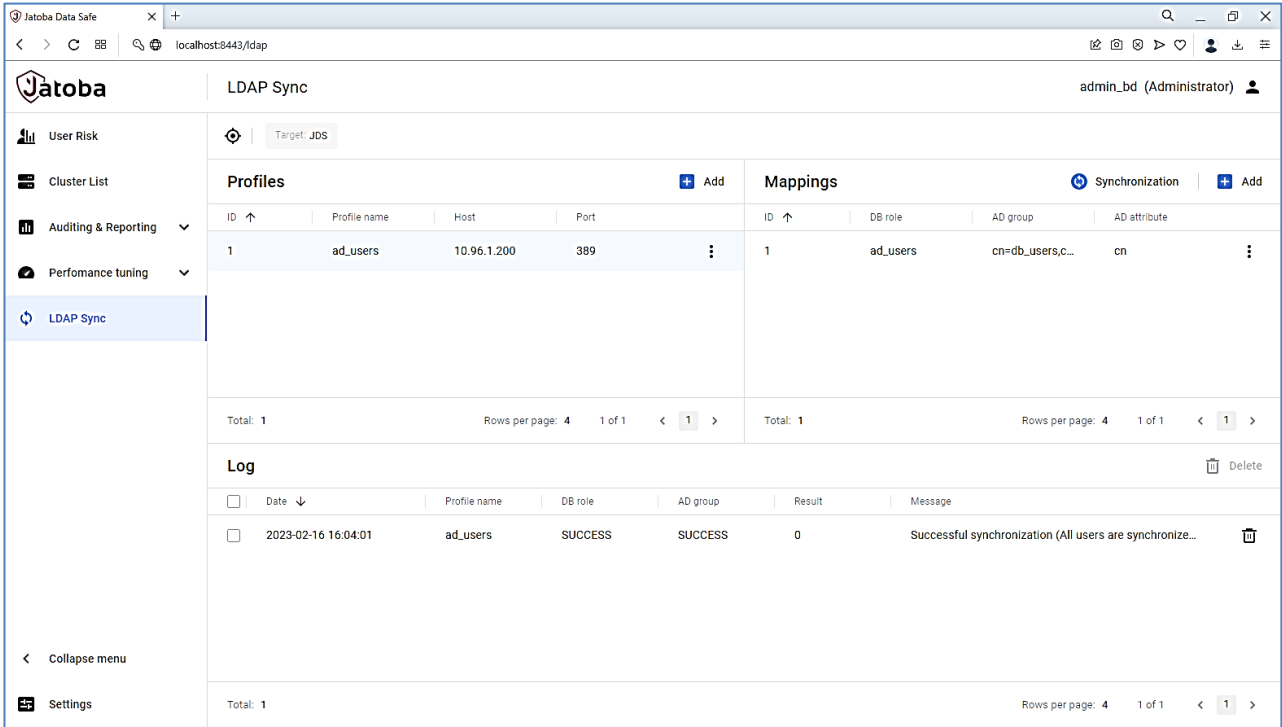 Jatoba Data Safe
localhost:8443/ldap
Jatoba
LDAP Sync
admin_bd (Administrator)
User Risk
Cluster List
Auditing & Reporting
Perfomance tuning
LDAP Sync
Collapse menu
Settings
Target: JDS
Profiles
Add
ID Profile name Host Port
1 ad_users 10.96.1.200 389
Total: 1 Rows per page: 4 1 of 1 1
Mappings
Synchronization Add
ID DB role AD group AD attribute
1 ad_users cn=db_users,c... cn
Total: 1 Rows per page: 4 1 of 1 1
Log
Delete
Date Profile name DB role AD group Result Message
2023-02-16 16:04:01 ad_users SUCCESS SUCCESS 0 Successful synchronization (All users are synchronize...
Total: 1 Rows per page: 4 1 of 1 1